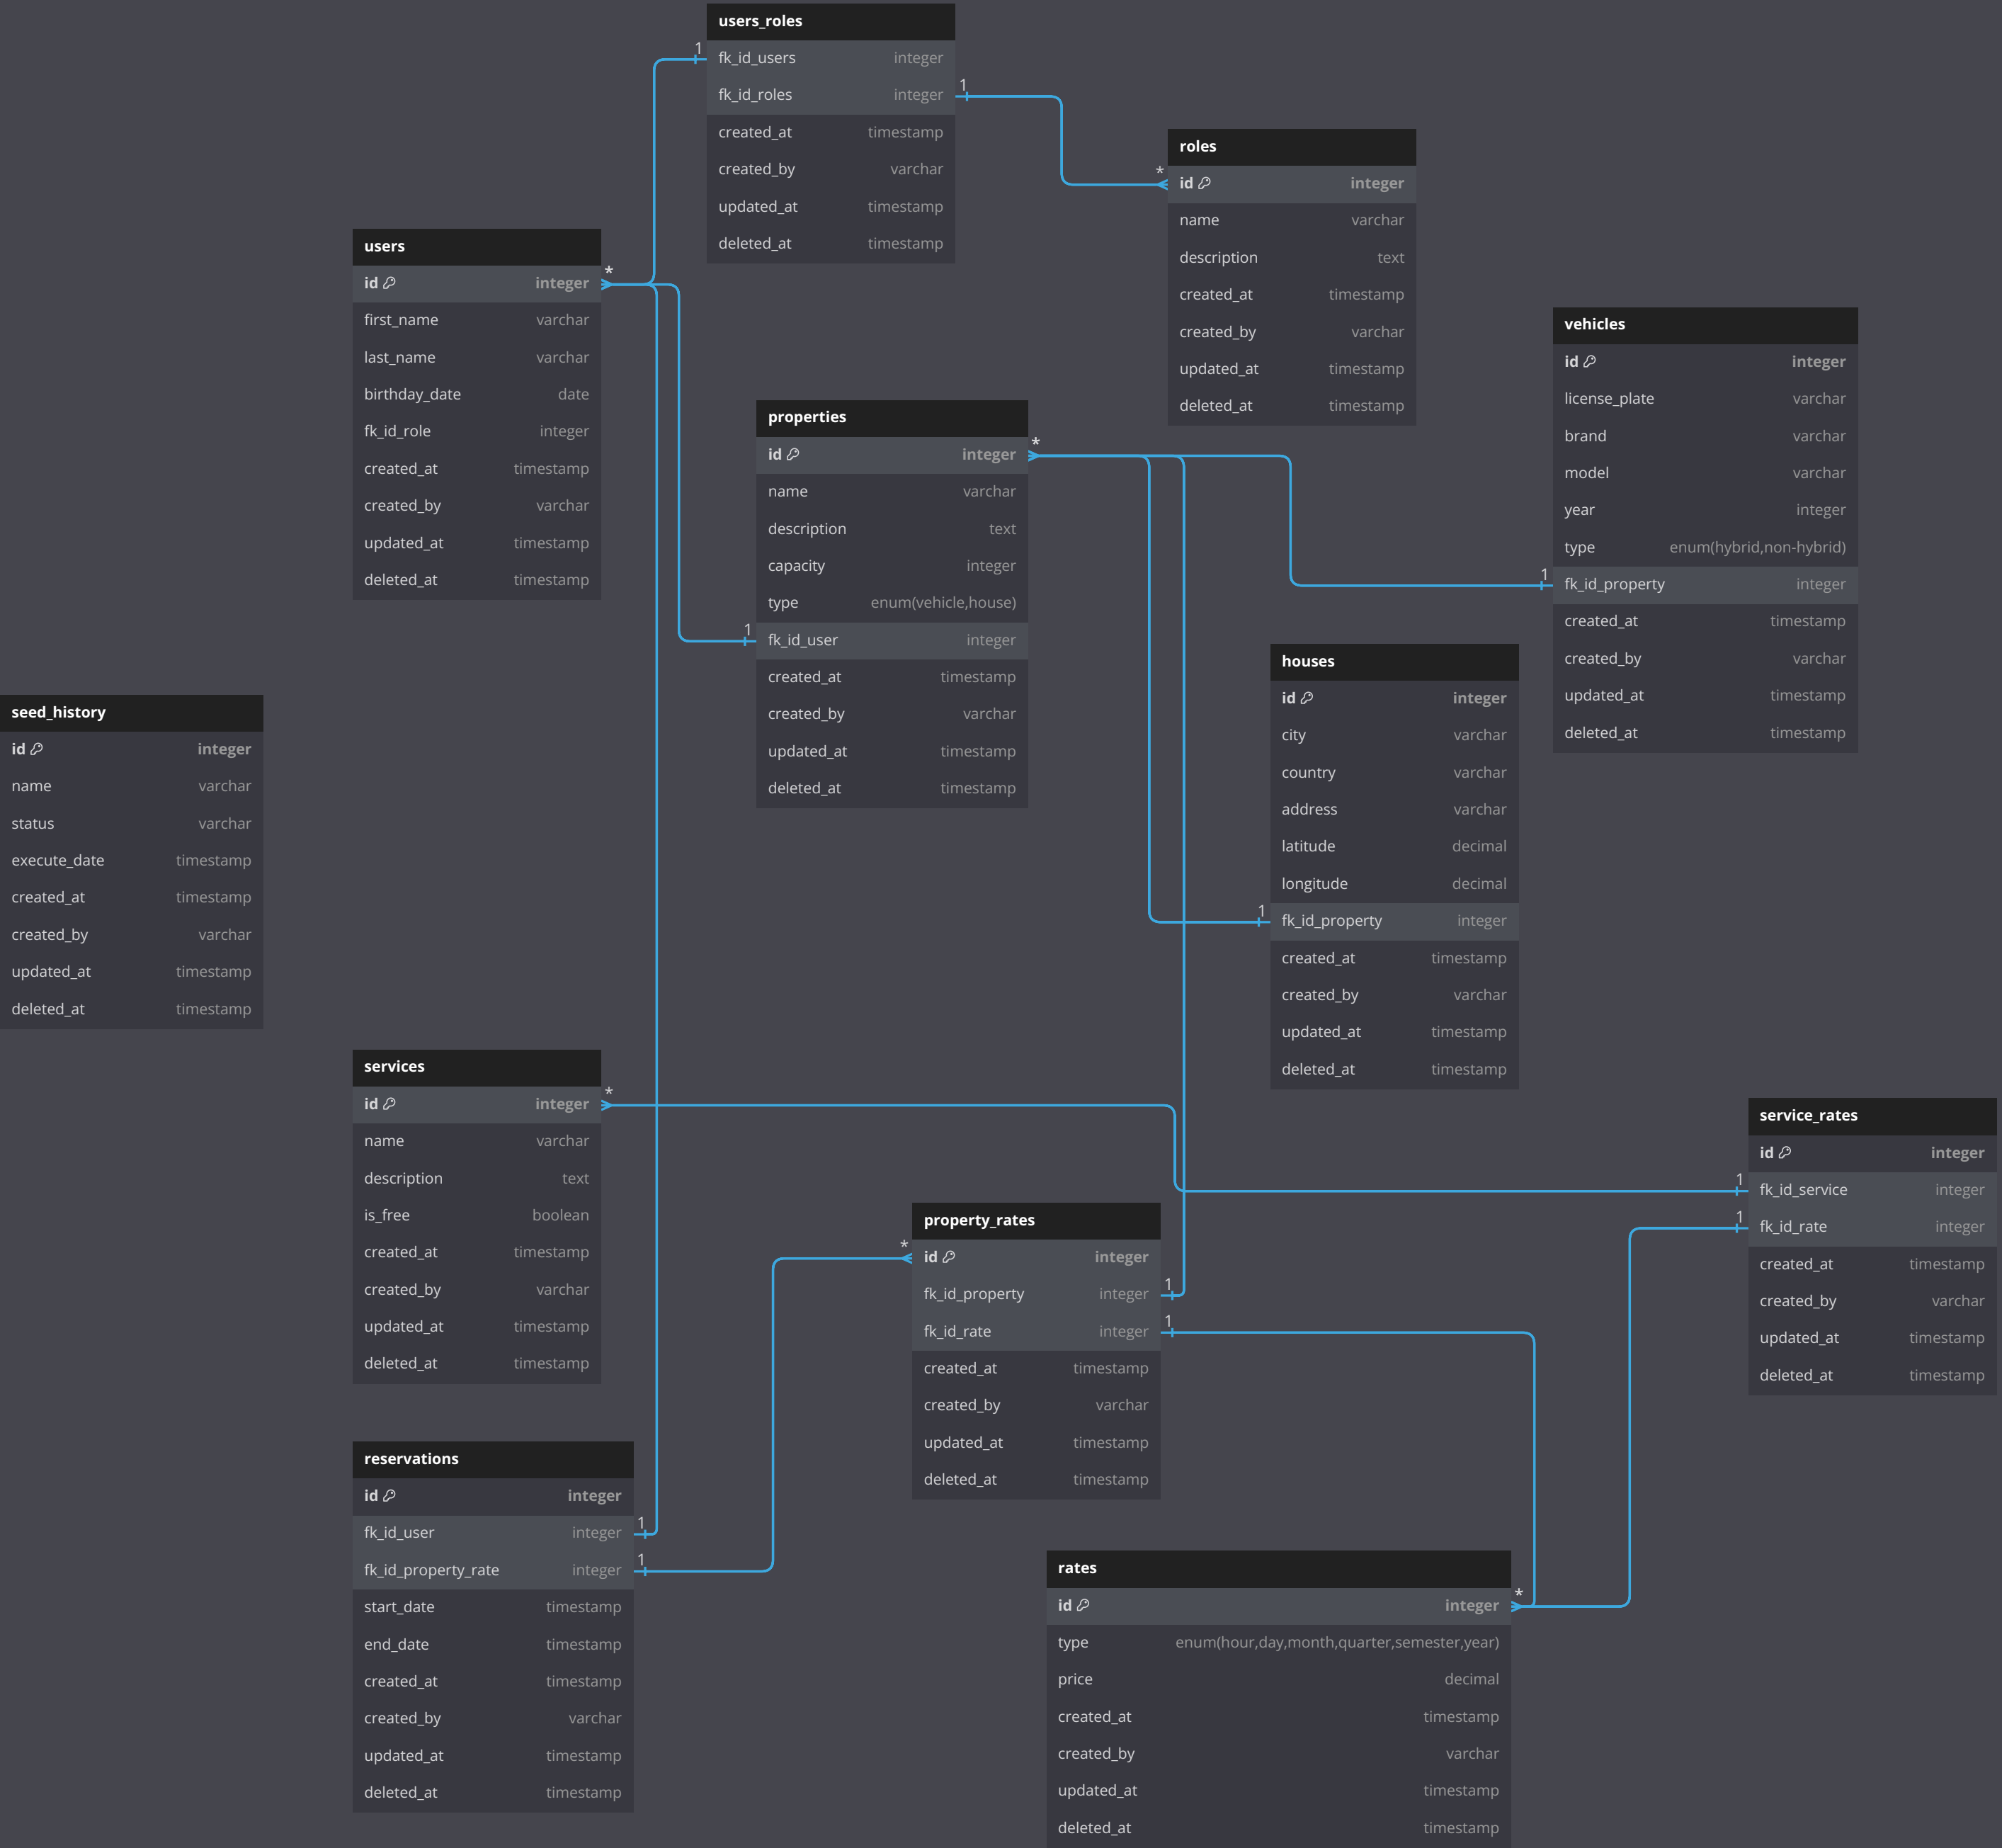 users_roles
fk_id_users integer
fk_id_roles integer
created_at timestamp
created_by varchar
updated_at timestamp
deleted_at timestamp
1
1
roles
* id integer
name varchar
description text
created_at timestamp
created_by varchar
updated_at timestamp
deleted_at timestamp
users
id integer *
first_name varchar
last_name varchar
birthday_date date
fk_id_role integer
created_at timestamp
created_by varchar
updated_at timestamp
deleted_at timestamp
vehicles
id integer
license_plate varchar
brand varchar
model varchar
year integer
type enum(hybrid,non-hybrid)
1 fk_id_property integer
created_at timestamp
created_by varchar
updated_at timestamp
deleted_at timestamp
properties
id integer *
name varchar
description text
capacity integer
type enum(vehicle,house)
1 fk_id_user integer
created_at timestamp
created_by varchar
updated_at timestamp
deleted_at timestamp
houses
id integer
city varchar
country varchar
address varchar
latitude decimal
longitude decimal
1 fk_id_property integer
created_at timestamp
created_by varchar
updated_at timestamp
deleted_at timestamp
seed_history
id integer
name varchar
status varchar
execute_date timestamp
created_at timestamp
created_by varchar
updated_at timestamp
deleted_at timestamp
services
id integer *
name varchar
description text
is_free boolean
created_at timestamp
created_by varchar
updated_at timestamp
deleted_at timestamp
service_rates
id integer
1 fk_id_service integer
1 fk_id_rate integer
created_at timestamp
created_by varchar
updated_at timestamp
deleted_at timestamp
property_rates
* id integer
fk_id_property integer 1
fk_id_rate integer 1
created_at timestamp
created_by varchar
updated_at timestamp
deleted_at timestamp
reservations
id integer
fk_id_user integer 1
fk_id_property_rate integer 1
start_date timestamp
end_date timestamp
created_at timestamp
created_by varchar
updated_at timestamp
deleted_at timestamp
rates
id integer *
type enum(hour,day,month,quarter,semester,year)
price decimal
created_at timestamp
created_by varchar
updated_at timestamp
deleted_at timestamp